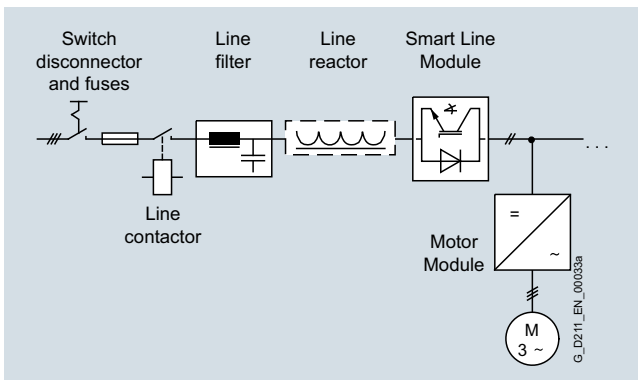 Switch
disconnector
and fuses
Line
filter
Line
reactor
Smart Line
Module
. . .
Line
contactor
Motor
Module
=
~
M
3 ~
G_D211_EN_00033a